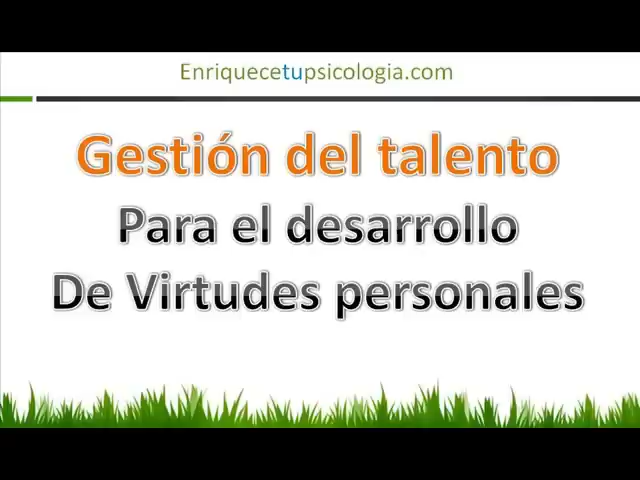 Enriquecetupsicologia.com
Gestión del talento
Para el desarrollo
De Virtudes personales